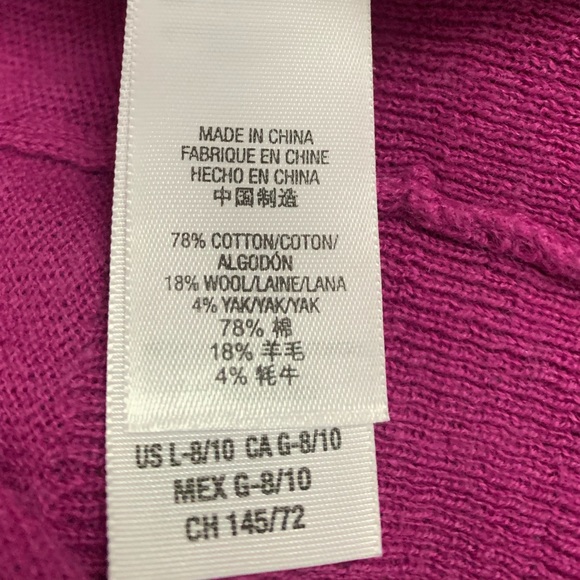 MADE IN CHINA
FABRIQUE EN CHINE
HECHO EN CHINA
中国制造
78% COTTON/COTON/
ALGODÓN
18% WOOL/LAINE/LANA
4% YAK/YAK/YAK
78% 棉
18% 羊毛
4% 牦牛
US L-8/10 CA G-8/10
MEX G-8/10
CH 145/72